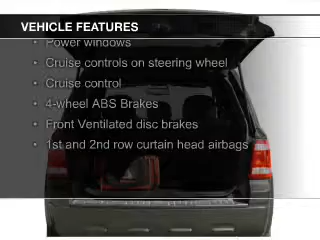 VEHICLE FEATURES
• Power windows
• Cruise controls on steering wheel
• Cruise control
• 4-wheel ABS Brakes
• Front Ventilated disc brakes
• 1st and 2nd row curtain head airbags